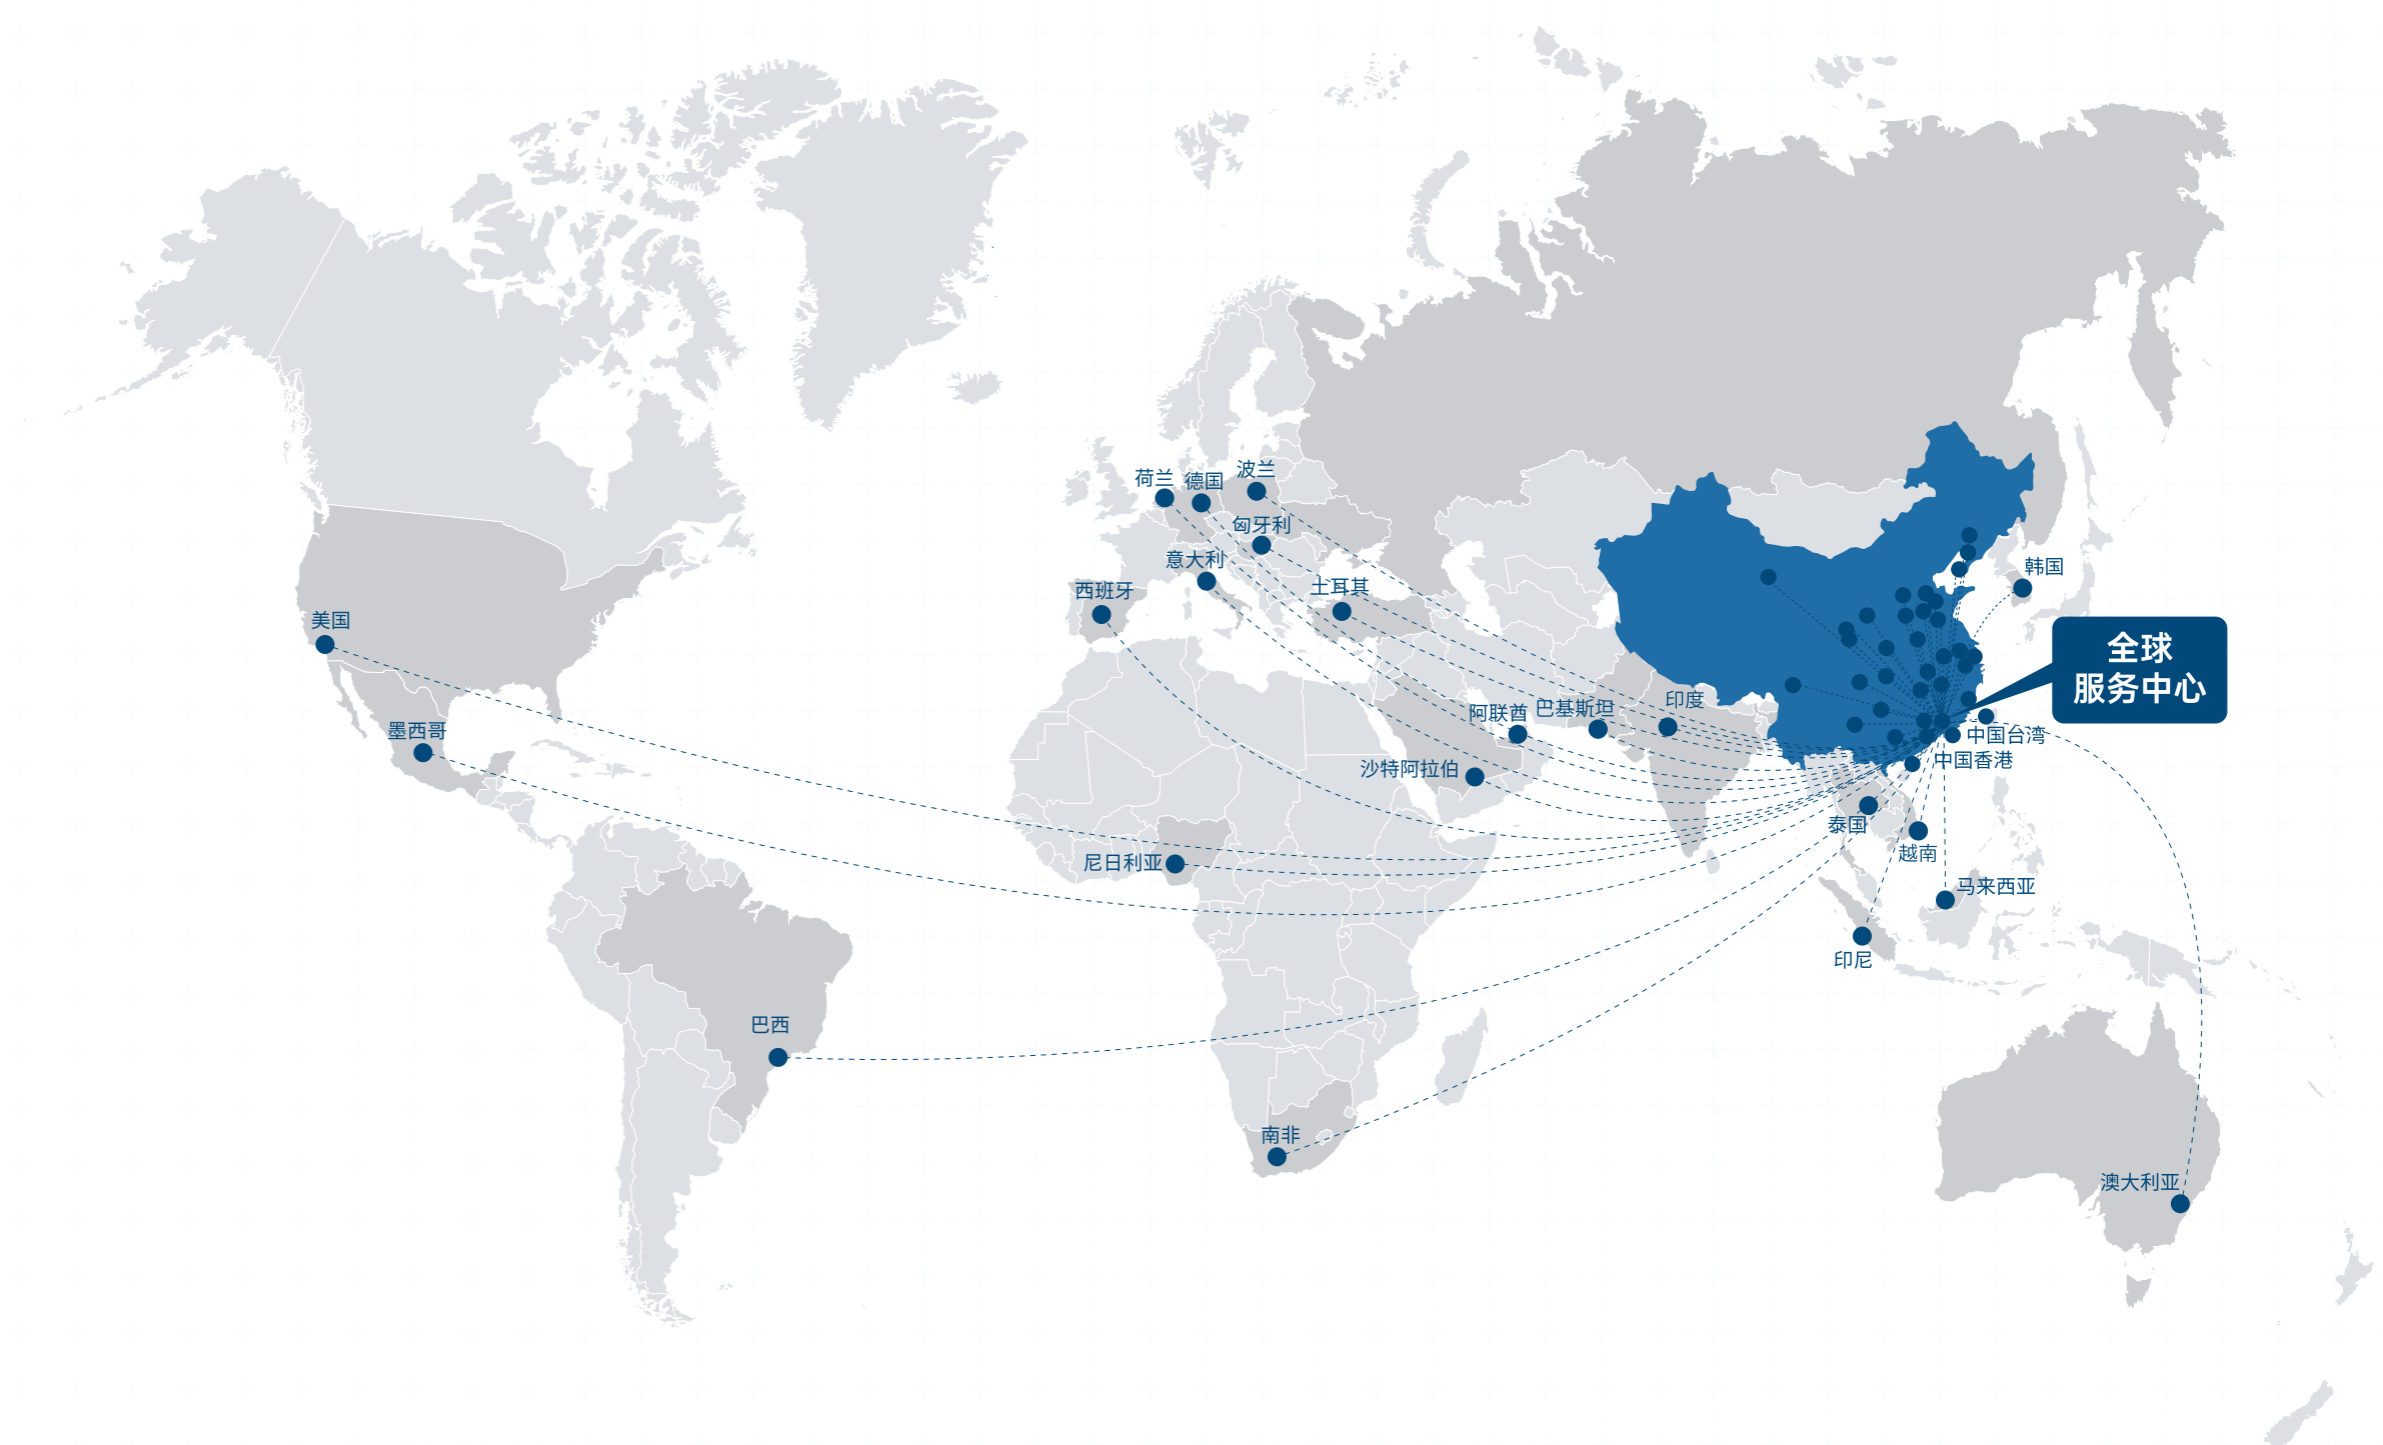 波兰
荷兰
德国
匈牙利
意大利
韩国
西班牙
土耳其
美国
全球
服务中心
印度
巴基斯坦
阿联酋
墨西哥
中国台湾
中国香港
沙特阿拉伯
泰国
越南
尼日利亚
马来西亚
印尼
巴西
南非
澳大利亚